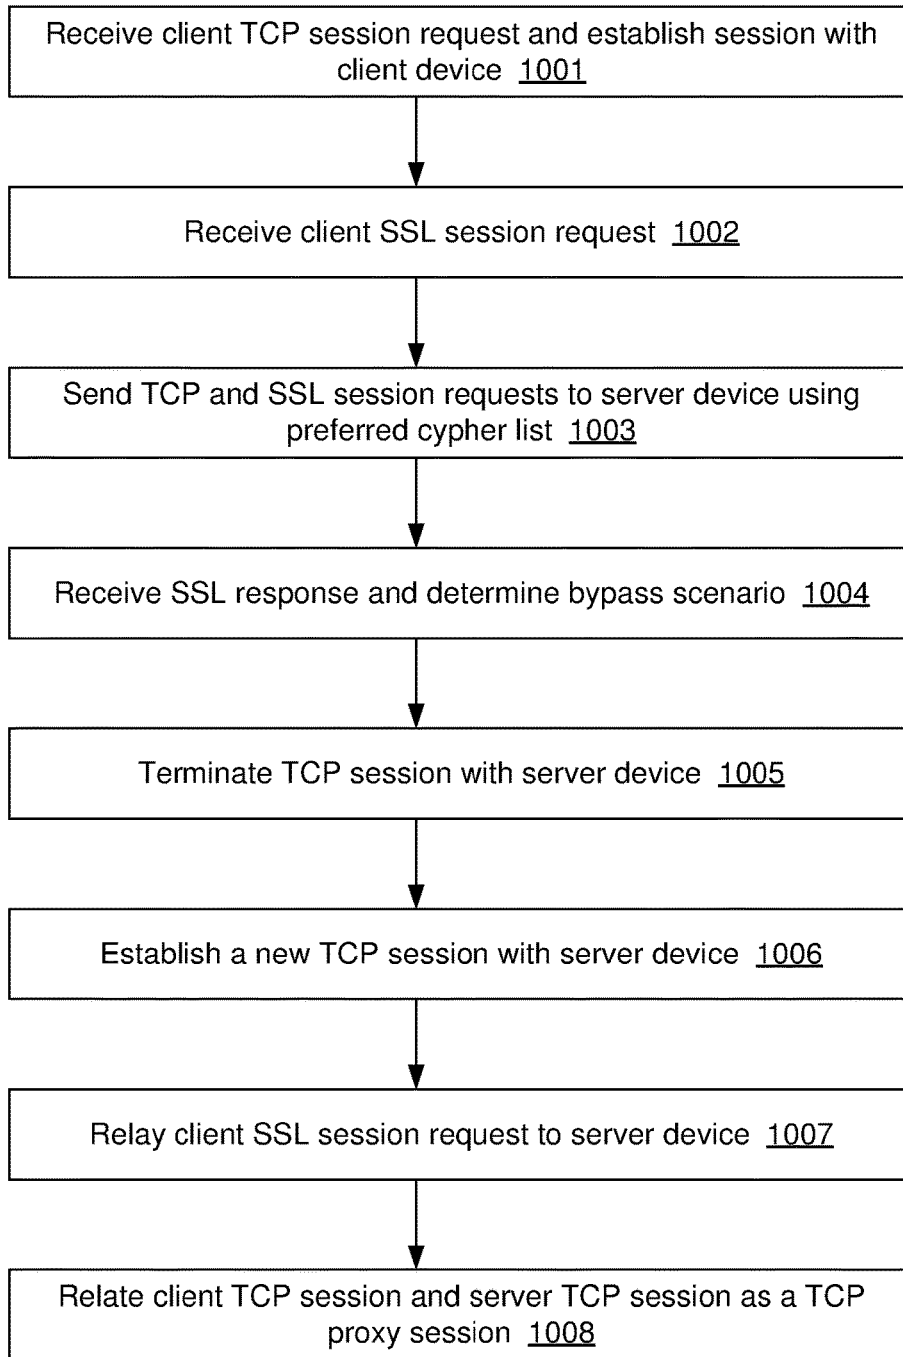 Receive client TCP session request and establish session with
client device 1001
Receive client SSL session request 1002
Send TCP and SSL session requests to server device using
preferred cypher list 1003
Receive SSL response and determine bypass scenario 1004
Terminate TCP session with server device 1005
Establish a new TCP session with server device 1006
Relay client SSL session request to server device 1007
Relate client TCP session and server TCP session as a TCP
proxy session 1008